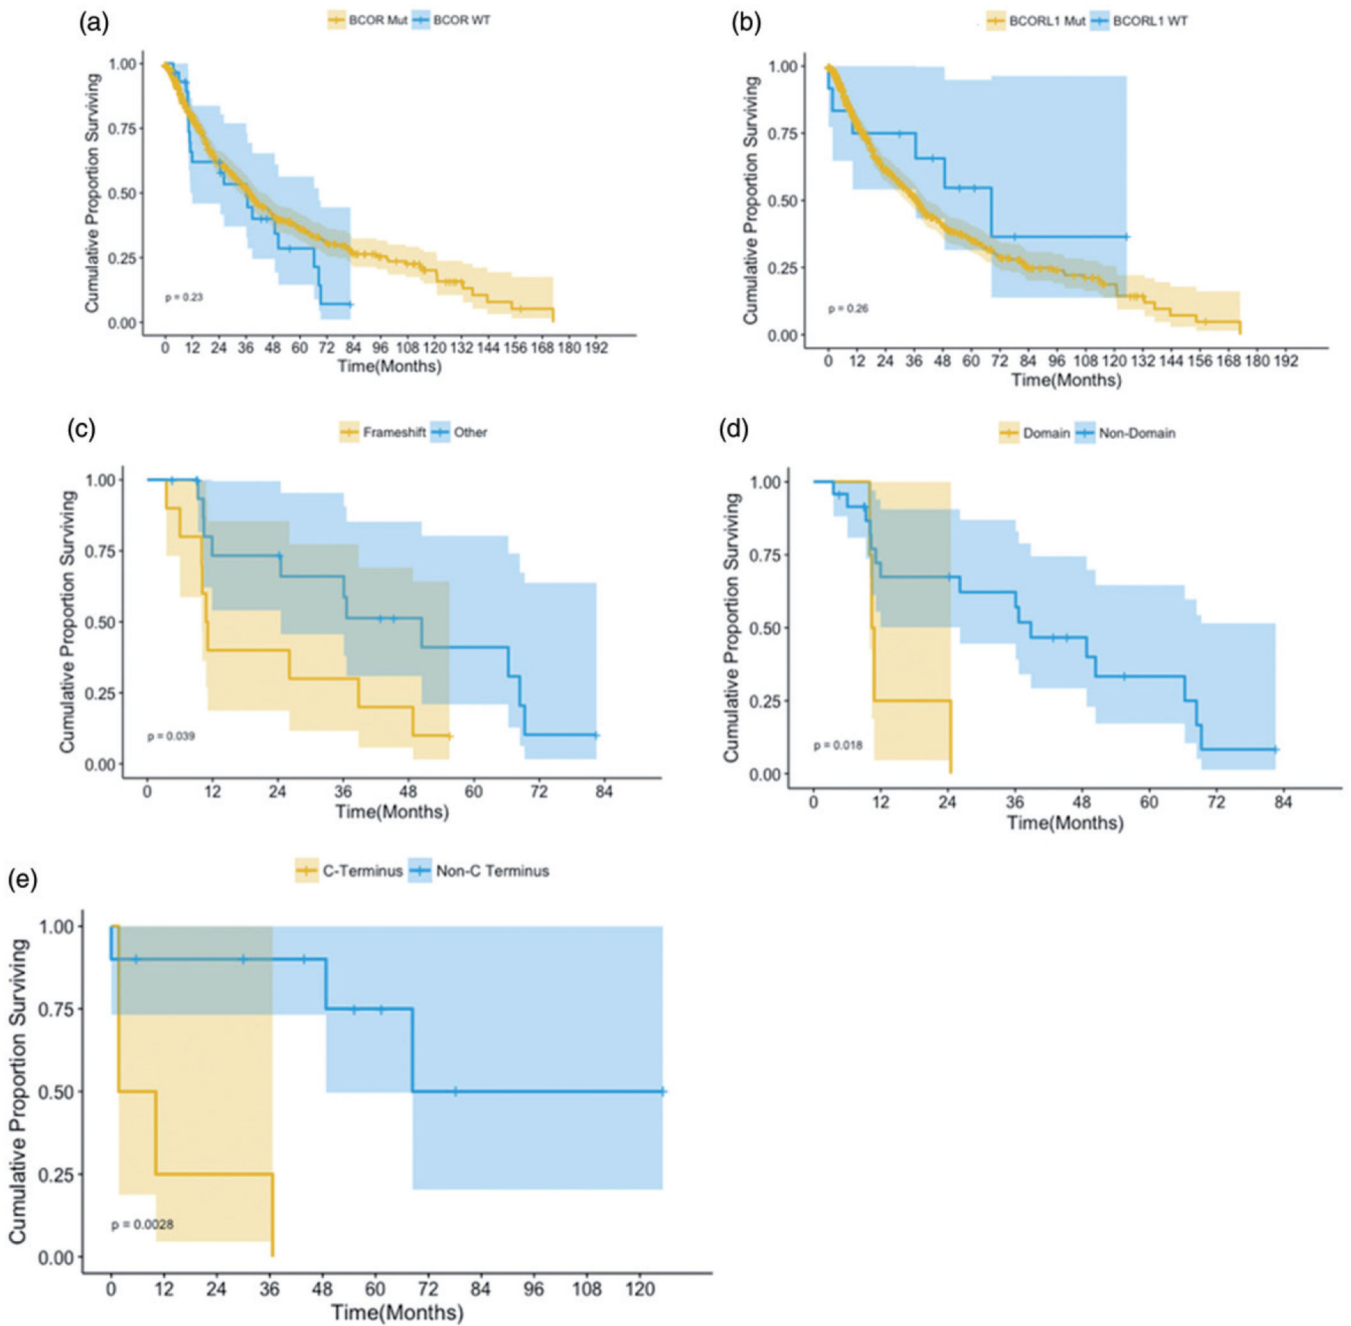 (a)
BCOR Mut BCOR WT
Cumulative Proportion Surviving
1.00
0.75
0.50
0.25
0.00
p = 0.23
0 12 24 36 48 60 72 84 96 108 120 132 144 156 168 180 192
Time(Months)
(b)
BCORL1 Mut BCORL1 WT
Cumulative Proportion Surviving
1.00
0.75
0.50
0.25
0.00
p = 0.26
0 12 24 36 48 60 72 84 96 108 120 132 144 156 168 180 192
Time(Months)
(c)
Frameshift Other
Cumulative Proportion Surviving
1.00
0.75
0.50
0.25
0.00
p = 0.039
0 12 24 36 48 60 72 84
Time(Months)
(d)
Domain Non-Domain
Cumulative Proportion Surviving
1.00
0.75
0.50
0.25
0.00
p = 0.018
0 12 24 36 48 60 72 84
Time(Months)
(e)
C-Terminus Non-C Terminus
Cumulative Proportion Surviving
1.00
0.75
0.50
0.25
0.00
p = 0.0028
0 12 24 36 48 60 72 84 96 108 120
Time(Months)